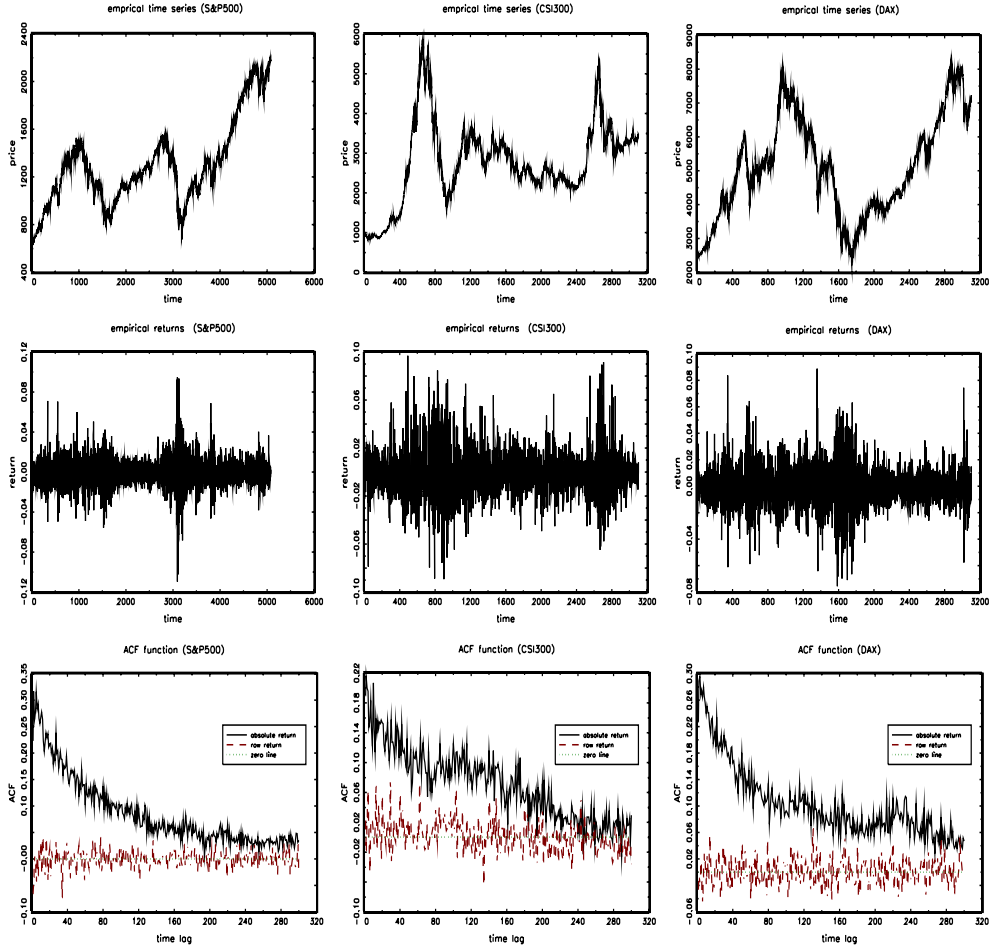 emprical time series (S&P500)
emprical time series (CSI300)
emprical time series (DAX)
price
2400
2000
1600
1200
800
400
0 1000 2000 3000 4000 5000 6000
time
price
6000
5000
4000
3000
2000
1000
0
0 400 800 1200 1600 2000 2400 2800 3200
time
price
9000
8000
7000
6000
5000
4000
3000
2000
0 400 800 1200 1600 2000 2400 2800 3200
time
empirical returns (S&P500)
empirical returns (CSI300)
empirical returns (DAX)
return
0.12
0.08
0.04
0.00
-0.04
-0.08
-0.12
0 1000 2000 3000 4000 5000 6000
time
return
0.10
0.06
0.02
-0.02
-0.06
-0.10
0 400 800 1200 1600 2000 2400 2800 3200
time
return
0.10
0.08
0.04
0.00
-0.04
-0.08
0 400 800 1200 1600 2000 2400 2800 3200
time
ACF function (S&P500)
ACF function (CSI300)
ACF function (DAX)
ACF
0.35
0.30
0.25
0.20
0.15
0.10
-0.00
-0.10
absolute return
raw return
zero line
0 40 80 120 160 200 240 280 320
time lag
ACF
0.22
0.18
0.14
0.10
0.06
0.02
-0.02
-0.10
absolute return
raw return
zero line
0 40 80 120 160 200 240 280 320
time lag
ACF
0.30
0.26
0.22
0.18
0.14
0.10
0.06
0.02
-0.06
absolute return
raw return
zero line
0 40 80 120 160 200 240 280 320
time lag